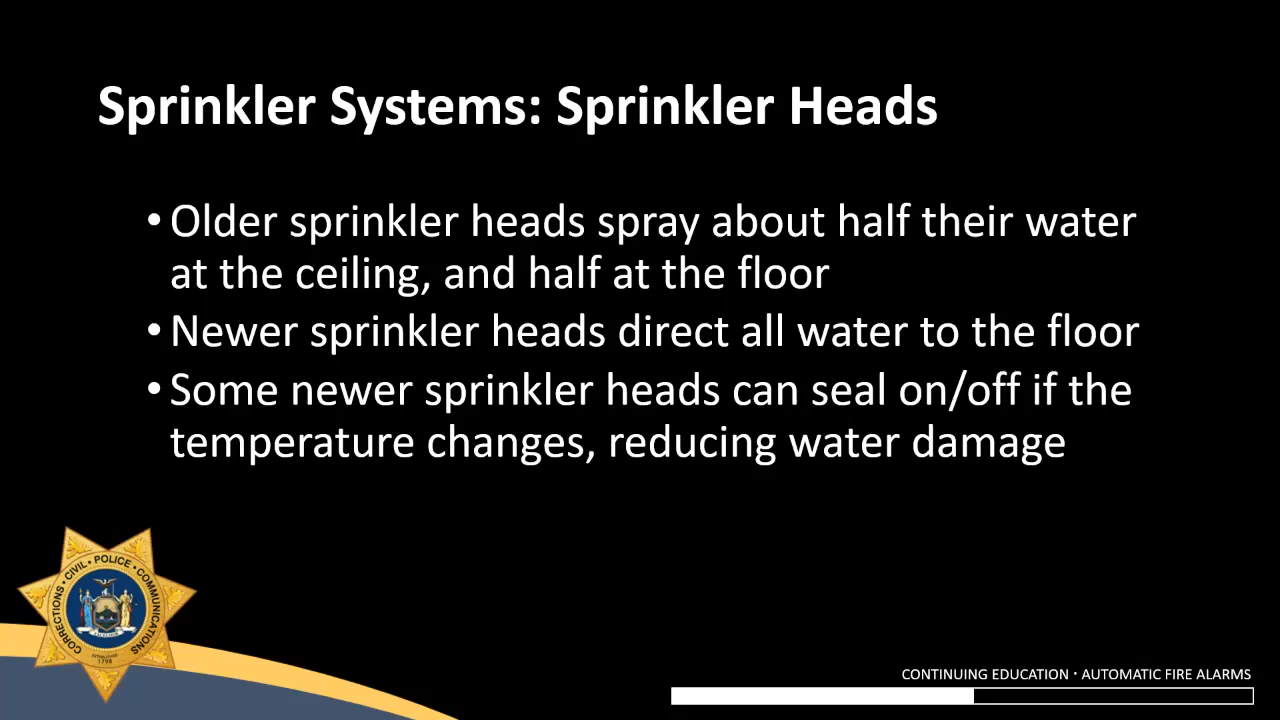 Sprinkler Systems: Sprinkler Heads
• Older sprinkler heads spray about half their water
at the ceiling, and half at the floor
• Newer sprinkler heads direct all water to the floor
• Some newer sprinkler heads can seal on/off if the
temperature changes, reducing water damage
CORRECTIONS • CIVIL • POLICE • COMMUNICATIONS
ESTABLISHED
1798
CONTINUING EDUCATION • AUTOMATIC FIRE ALARMS